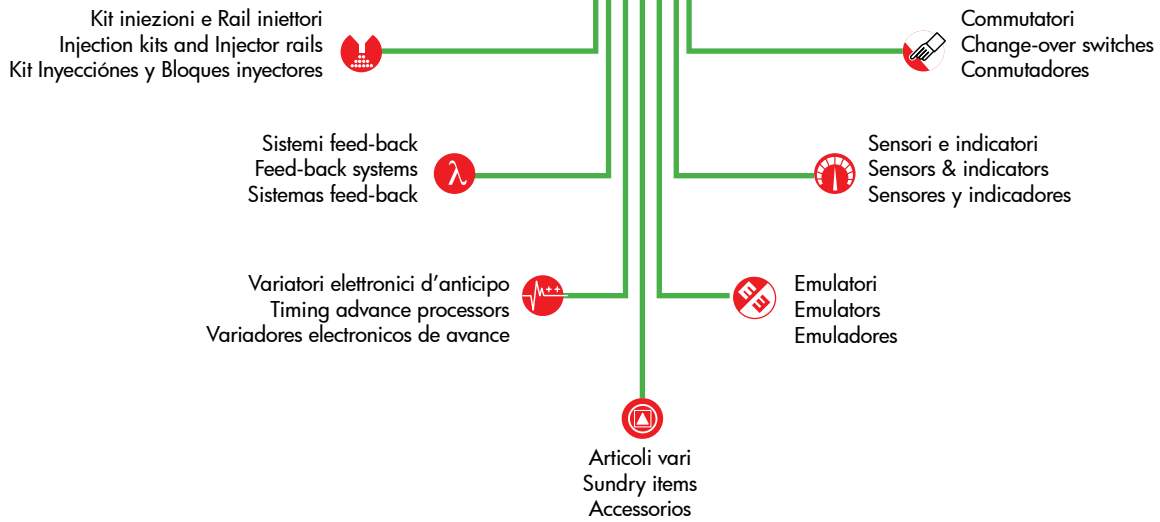 Kit iniezioni e Rail iniettori
Injection kits and Injector rails
Kit Inyecciónes y Bloques inyectores
Commutatori
Change-over switches
Conmutadores
Sistemi feed-back
Feed-back systems
Sistemas feed-back
λ
Sensori e indicatori
Sensors & indicators
Sensores y indicadores
Variatori elettronici d’anticipo
Timing advance processors
Variadores electronicos de avance
++
Emulatori
Emulators
Emuladores
E
E
Articoli vari
Sundry items
Accessorios